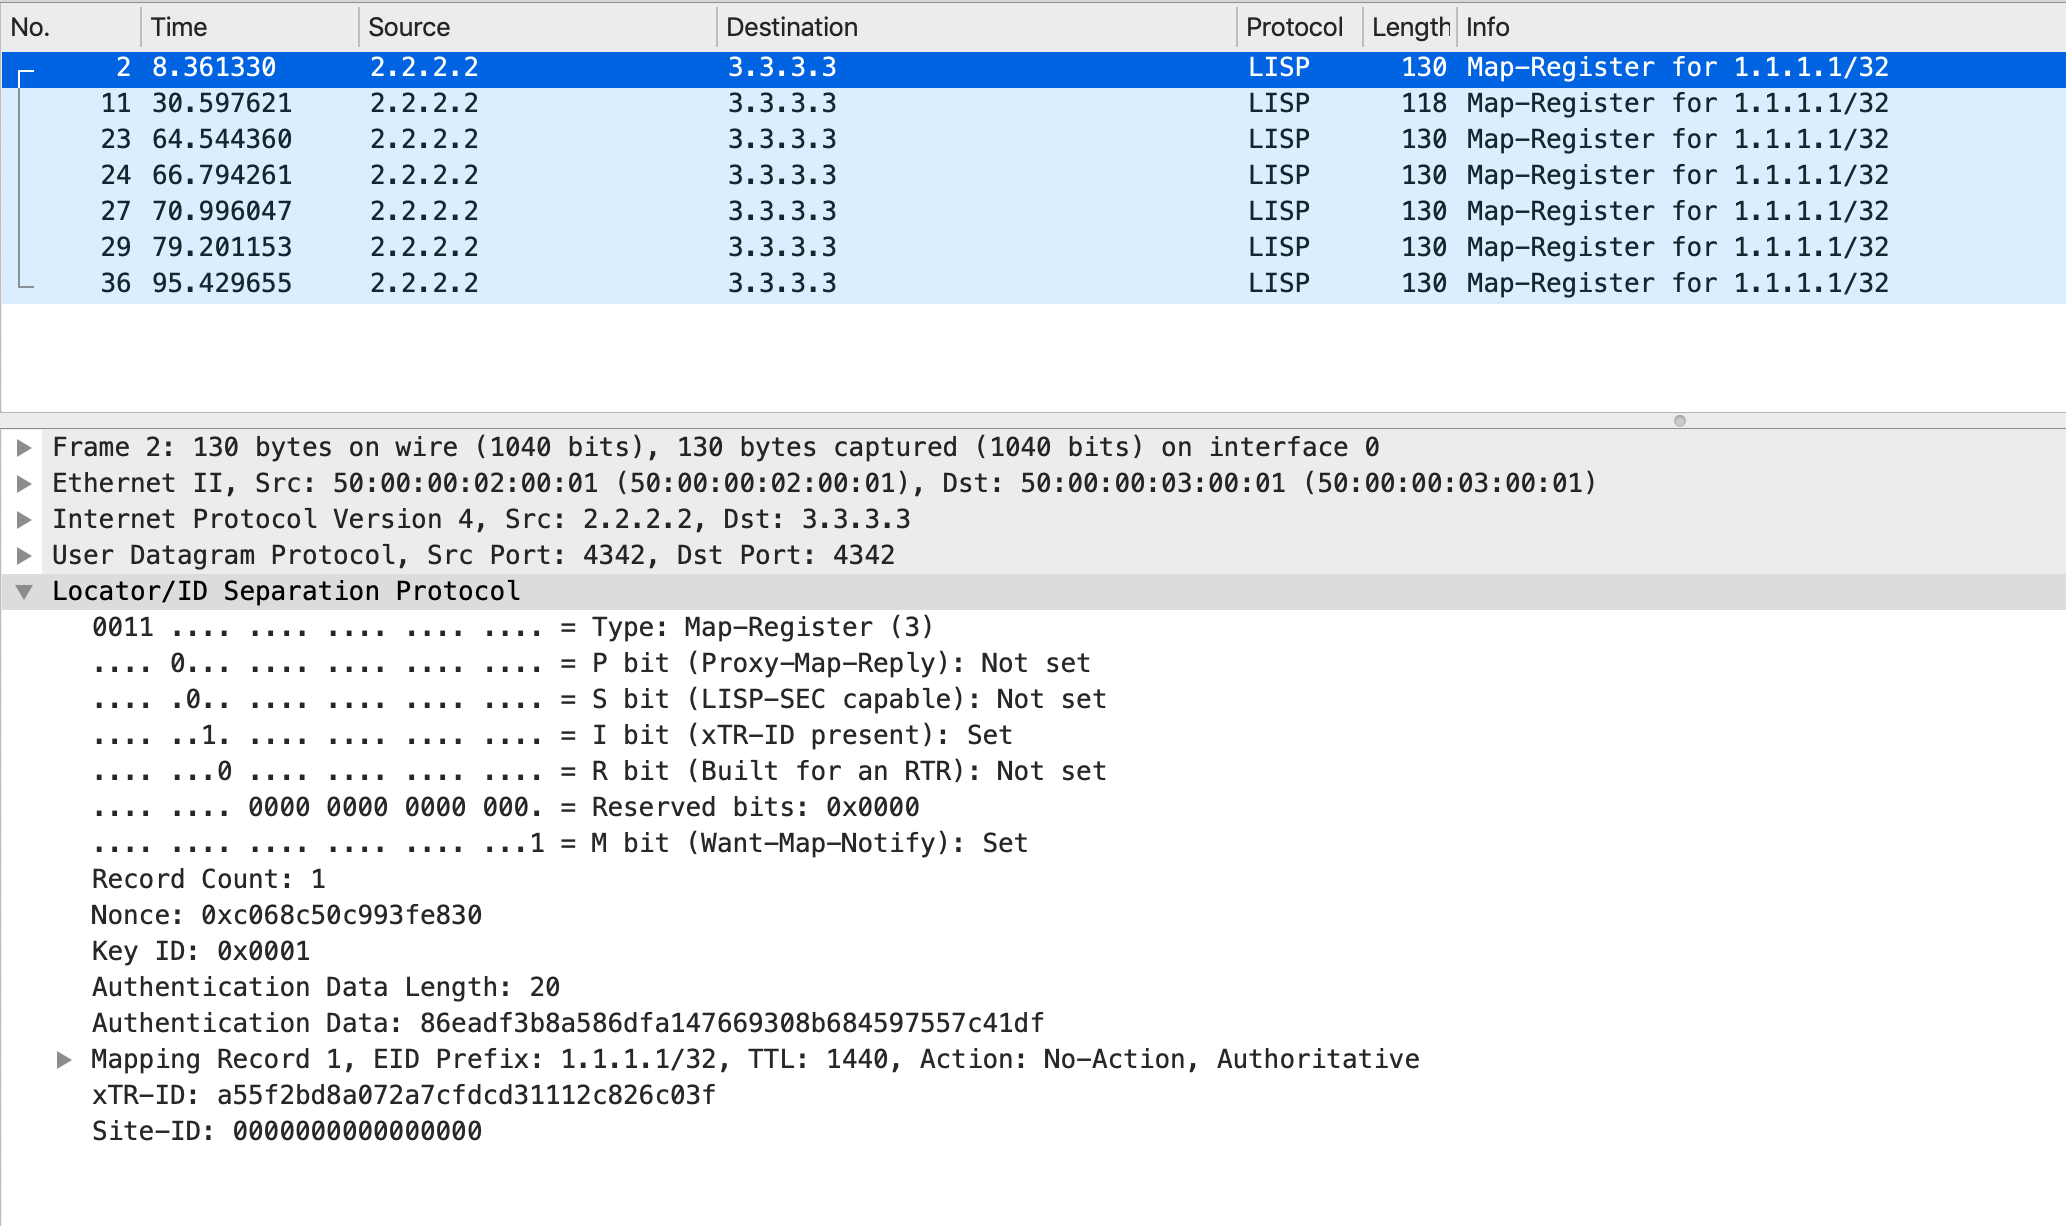 No. Time Source Destination Protocol Length Info
2 8.361330 2.2.2.2 3.3.3.3 LISP 130 Map-Register for 1.1.1.1/32
11 30.597621 2.2.2.2 3.3.3.3 LISP 118 Map-Register for 1.1.1.1/32
23 64.544360 2.2.2.2 3.3.3.3 LISP 130 Map-Register for 1.1.1.1/32
24 66.794261 2.2.2.2 3.3.3.3 LISP 130 Map-Register for 1.1.1.1/32
27 70.996047 2.2.2.2 3.3.3.3 LISP 130 Map-Register for 1.1.1.1/32
29 79.201153 2.2.2.2 3.3.3.3 LISP 130 Map-Register for 1.1.1.1/32
36 95.429655 2.2.2.2 3.3.3.3 LISP 130 Map-Register for 1.1.1.1/32
Frame 2: 130 bytes on wire (1040 bits), 130 bytes captured (1040 bits) on interface 0
Ethernet II, Src: 50:00:00:02:00:01 (50:00:00:02:00:01), Dst: 50:00:00:03:00:01 (50:00:00:03:00:01)
Internet Protocol Version 4, Src: 2.2.2.2, Dst: 3.3.3.3
User Datagram Protocol, Src Port: 4342, Dst Port: 4342
Locator/ID Separation Protocol
0011 .... .... .... .... .... = Type: Map-Register (3)
.... 0... .... .... .... .... = P bit (Proxy-Map-Reply): Not set
.... .0.. .... .... .... .... = S bit (LISP-SEC capable): Not set
.... ..1. .... .... .... .... = I bit (xTR-ID present): Set
.... ...0 .... .... .... .... = R bit (Built for an RTR): Not set
.... .... 0000 0000 0000 000. = Reserved bits: 0x0000
.... .... .... .... .... ...1 = M bit (Want-Map-Notify): Set
Record Count: 1
Nonce: 0xc068c50c993fe830
Key ID: 0x0001
Authentication Data Length: 20
Authentication Data: 86eadf3b8a586dfa147669308b684597557c41df
Mapping Record 1, EID Prefix: 1.1.1.1/32, TTL: 1440, Action: No-Action, Authoritative
xTR-ID: a55f2bd8a072a7cfdcd31112c826c03f
Site-ID: 0000000000000000